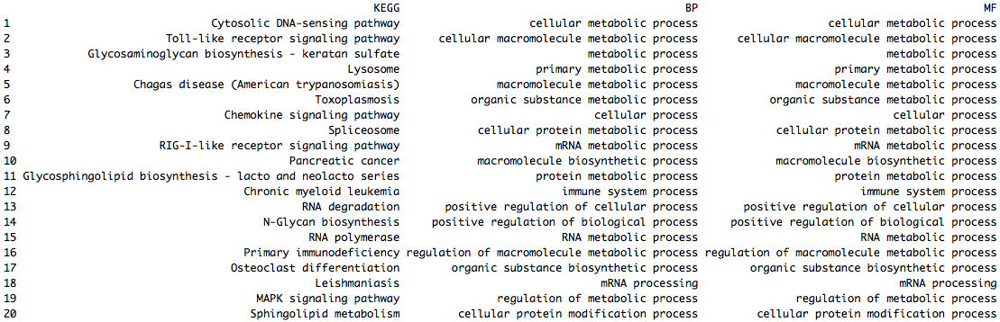 KEGG BP MF
1 Cytosolic DNA-sensing pathway cellular metabolic process cellular metabolic process
2 Toll-like receptor signaling pathway cellular macromolecule metabolic process cellular macromolecule metabolic process
3 Glycosaminoglycan biosynthesis - keratan sulfate metabolic process metabolic process
4 Lysosome primary metabolic process primary metabolic process
5 Chagas disease (American trypanosomiasis) macromolecule metabolic process macromolecule metabolic process
6 Toxoplasmosis organic substance metabolic process organic substance metabolic process
7 Chemokine signaling pathway cellular process cellular process
8 Spliceosome cellular protein metabolic process cellular protein metabolic process
9 RIG-I-like receptor signaling pathway mRNA metabolic process mRNA metabolic process
10 Pancreatic cancer macromolecule biosynthetic process macromolecule biosynthetic process
11 Glycosphingolipid biosynthesis - lacto and neolacto series protein metabolic process protein metabolic process
12 Chronic myeloid leukemia immune system process immune system process
13 RNA degradation positive regulation of cellular process positive regulation of cellular process
14 N-Glycan biosynthesis positive regulation of biological process positive regulation of biological process
15 RNA polymerase RNA metabolic process RNA metabolic process
16 Primary immunodeficiency regulation of macromolecule metabolic process regulation of macromolecule metabolic process
17 Osteoclast differentiation organic substance biosynthetic process organic substance biosynthetic process
18 Leishmaniasis mRNA processing mRNA processing
19 MAPK signaling pathway regulation of metabolic process regulation of metabolic process
20 Sphingolipid metabolism cellular protein modification process cellular protein modification process